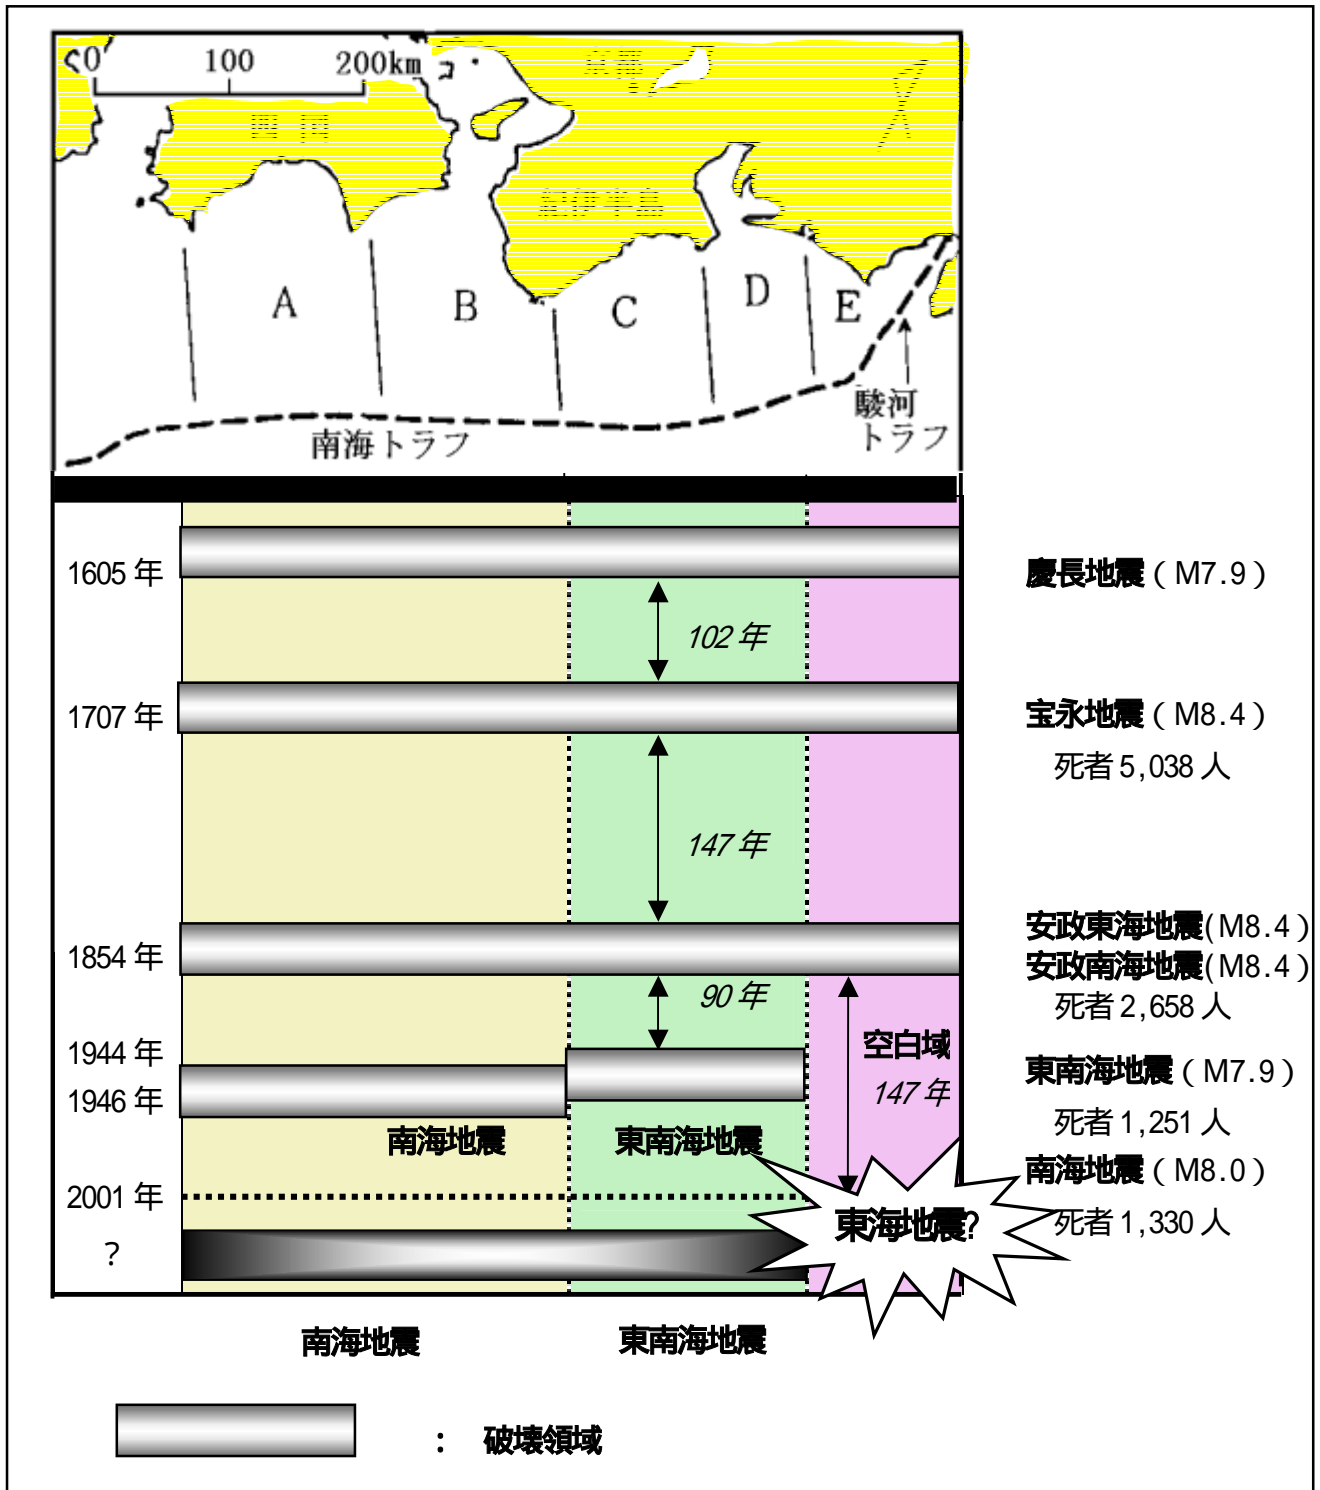 0 100 200km
京都
四国
紀伊半島
A B C D E
駿河
トラフ
南海トラフ
1605年
慶長地震（M7.9）
102年
1707年
宝永地震（M8.4）
死者5,038人
147年
安政東海地震(M8.4)
1854年
安政南海地震(M8.4)
90年
死者2,658人
1944年
空白域
東南海地震（M7.9）
1946年
147年
死者1,251人
南海地震
東南海地震
南海地震（M8.0）
2001年
東海地震?
死者1,330人
?
南海地震
東南海地震
： 破壊領域